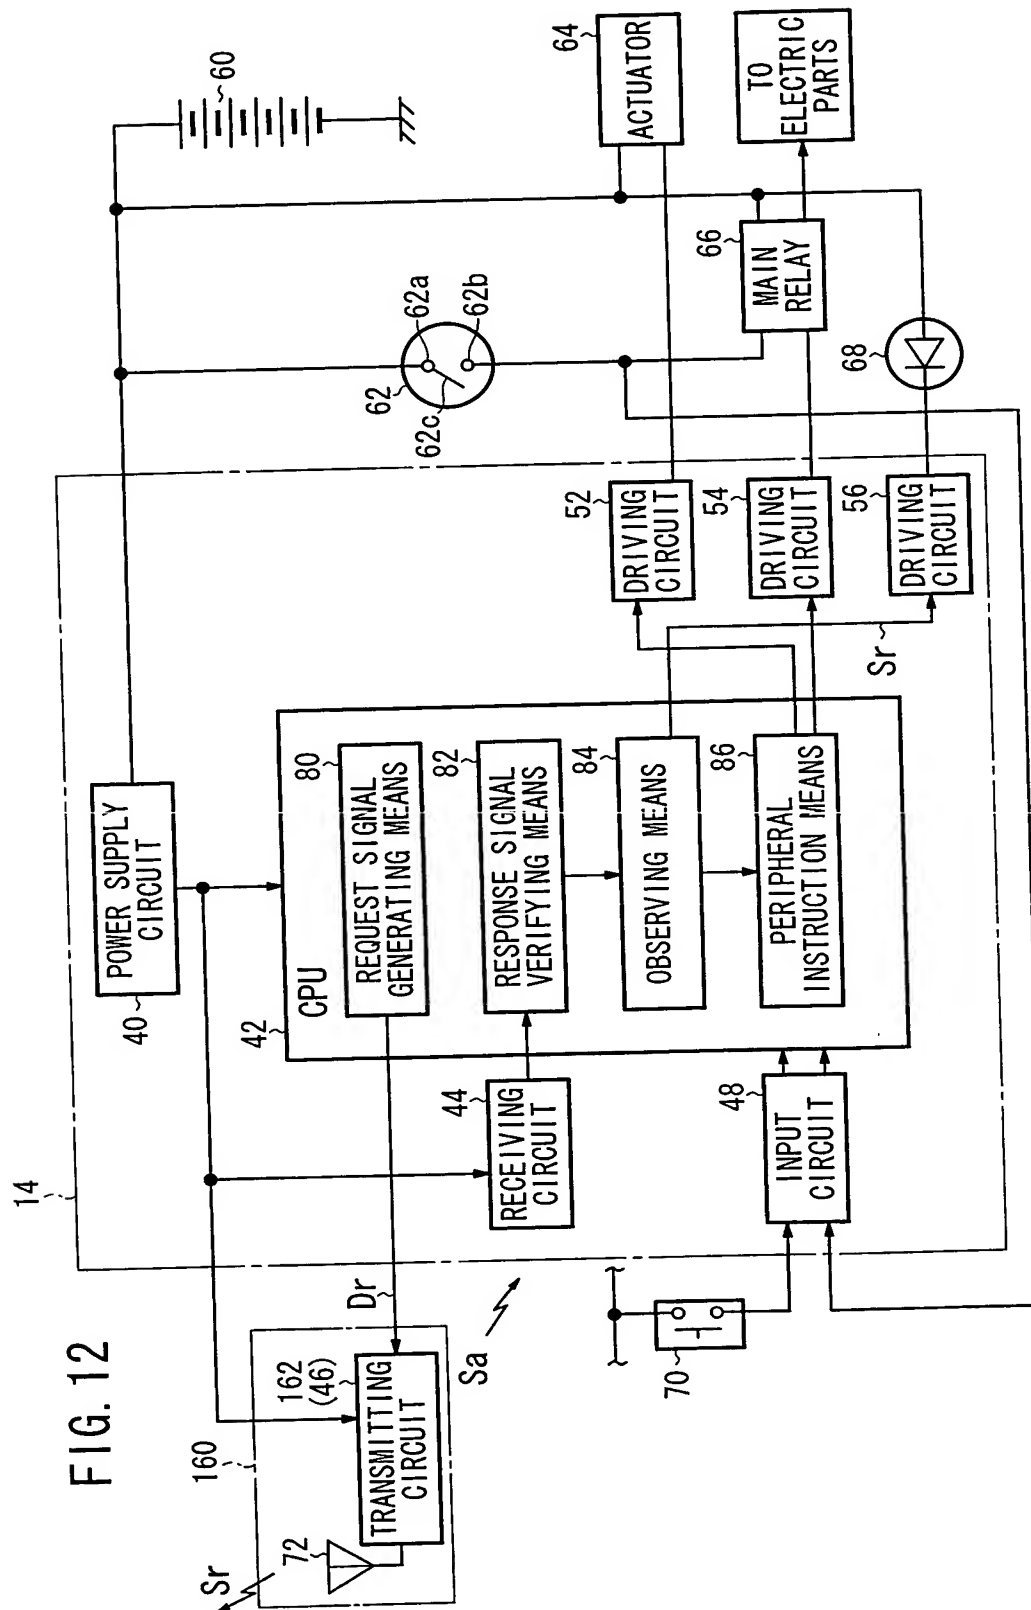 FIG. 12
Sr
72
160
TRANSMITTING
CIRCUIT
162
(46)
Dr
Sa
14
40
POWER SUPPLY
CIRCUIT
42
CPU
80
REQUEST SIGNAL
GENERATING MEANS
44
RECEIVING
CIRCUIT
82
RESPONSE SIGNAL
VERIFYING MEANS
84
OBSERVING MEANS
86
PERIPHERAL
INSTRUCTION MEANS
48
INPUT
CIRCUIT
70
52
DRIVING
CIRCUIT
54
DRIVING
CIRCUIT
Sr
56
DRIVING
CIRCUIT
60
62
62a
62b
62c
64
ACTUATOR
66
MAIN
RELAY
TO
ELECTRIC
PARTS
68